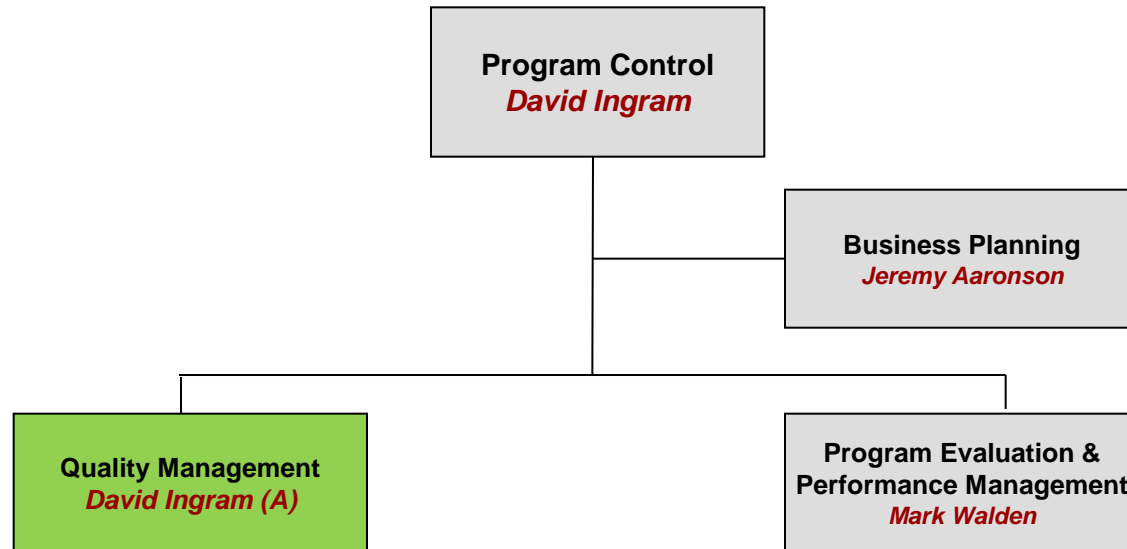 Program Control
David Ingram
Business Planning
Jeremy Aaronson
Quality Management
David Ingram (A)
Program Evaluation &
Performance Management
Mark Walden